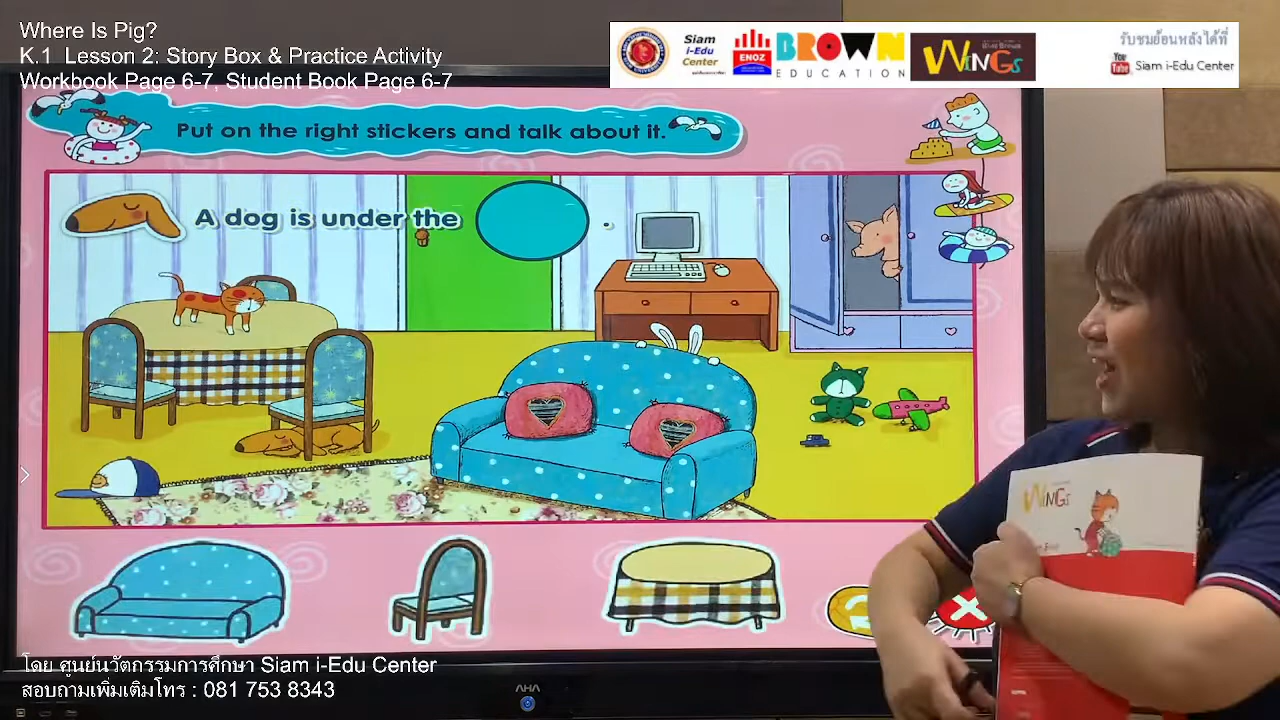 Where Is Pig?
K.1 Lesson 2: Story Box & Practice Activity
Workbook Page 6-7, Student Book Page 6-7
Siam
i-Edu
Center
ENOZ
BROWN
EDUCATION
WINGS
รับชมย้อนหลังได้ที่
You Tube Siam i-Edu Center
Put on the right stickers and talk about it.
A dog is under the .
WINGS
โดย ศูนย์นวัตกรรมการศึกษา Siam i-Edu Center
สอบถามเพิ่มเติมโทร : 081 753 8343
AHA